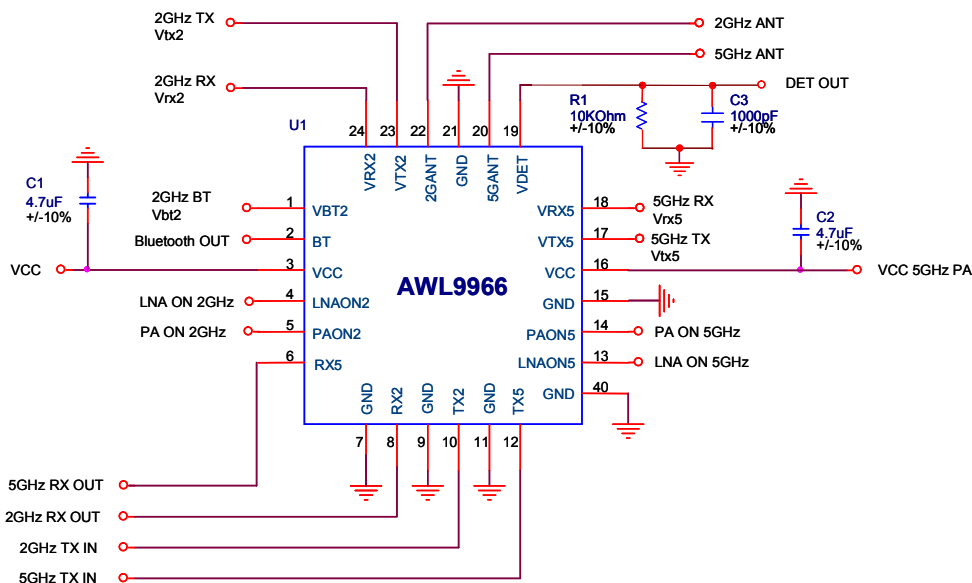 2GHz TX
Vtx2
2GHz ANT
5GHz ANT
2GHz RX
Vrx2
DET OUT
R1
10KOhm
+/-10%
C3
1000pF
+/-10%
U1
24
23
22
21
20
19
VRX2
VTX2
2GANT
GND
5GANT
VDET
C1
4.7uF
+/-10%
2GHz BT
Vbt2
1
VBT2
VRX5
18
5GHz RX
Vrx5
C2
4.7uF
+/-10%
Bluetooth OUT
2
BT
VTX5
17
5GHz TX
Vtx5
VCC
3
VCC
VCC
16
VCC 5GHz PA
AWL9966
LNA ON 2GHz
4
LNAON2
GND
15
PA ON 2GHz
5
PAON2
PAON5
14
PA ON 5GHz
6
RX5
LNAON5
13
LNA ON 5GHz
GND
40
GND
RX2
GND
TX2
GND
TX5
7
8
9
10
11
12
5GHz RX OUT
2GHz RX OUT
2GHz TX IN
5GHz TX IN